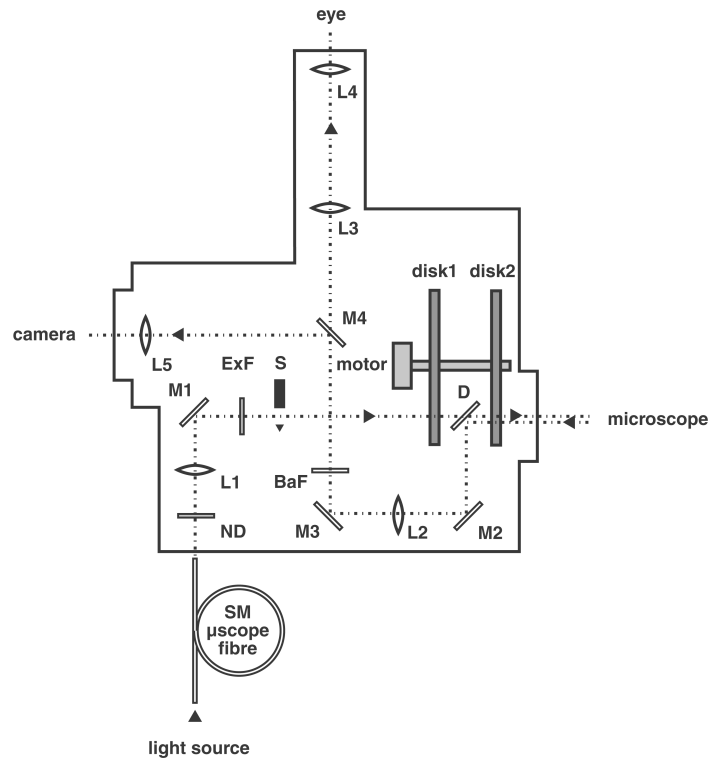 eye
L4
L3
disk1 disk2
M4
camera
L5
ExF S
motor
M1
D
microscope
L1
BaF
ND
M3
L2
M2
SM
μscope
fibre
light source